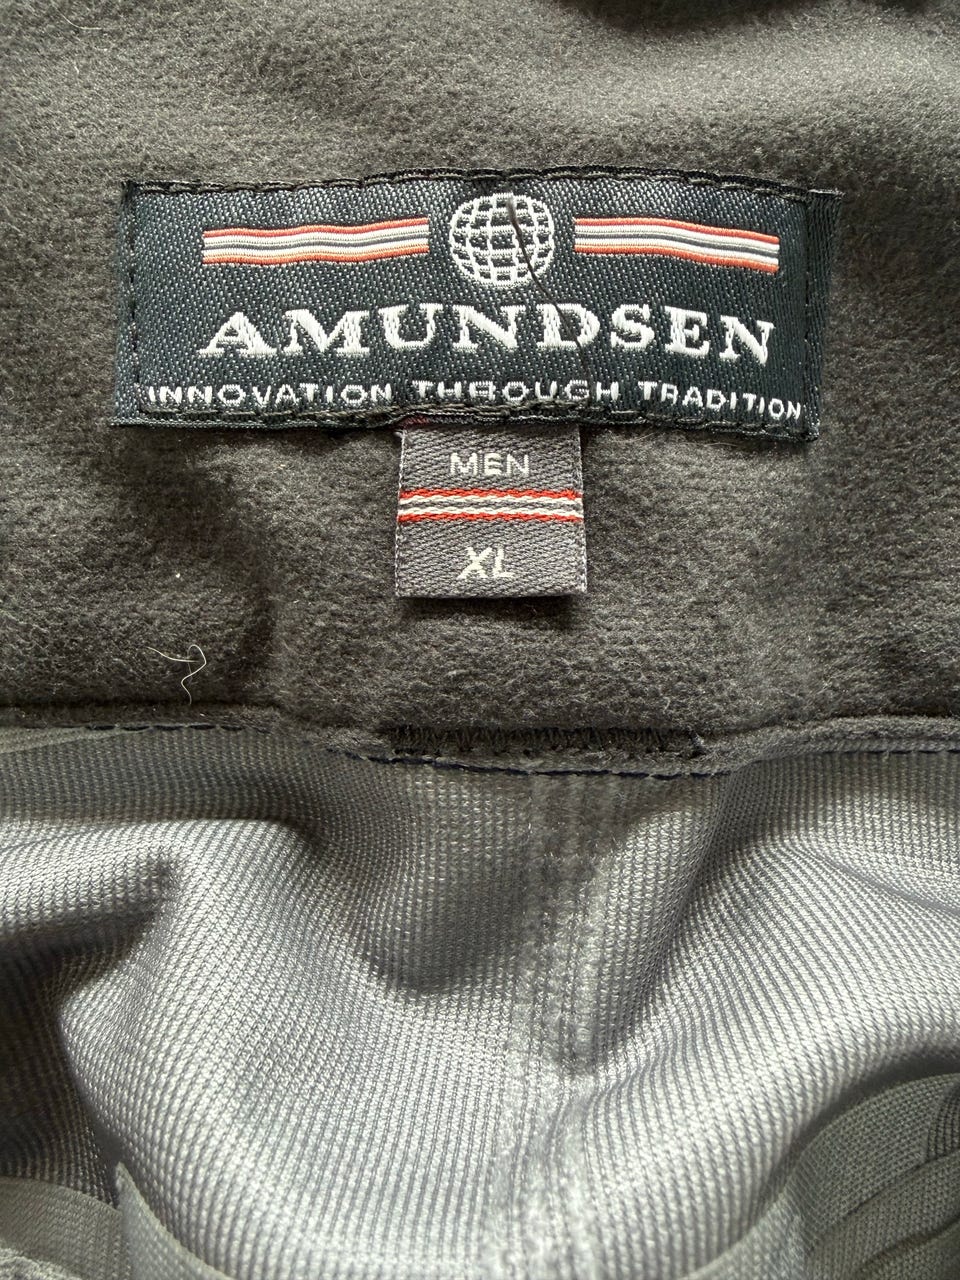 AMUNDSEN
INNOVATION THROUGH TRADITION
MEN
XL